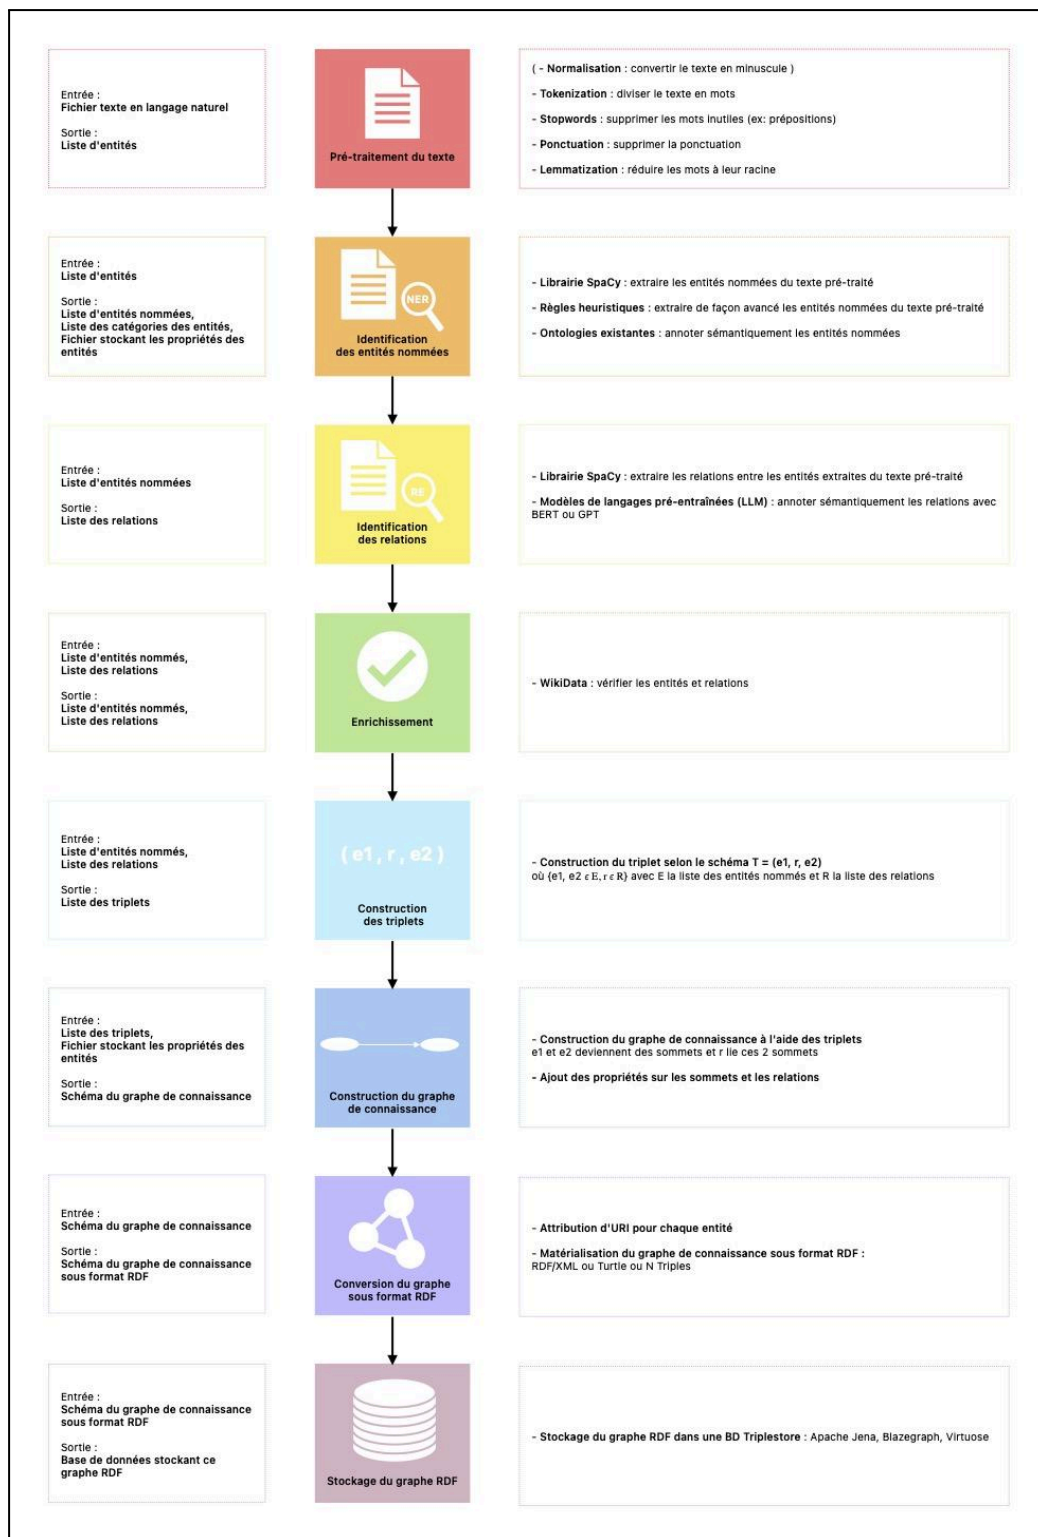 Entrée :
Fichier texte en langage naturel
Sortie :
Liste d'entités
Pré-traitement du texte
( - Normalisation : convertir le texte en minuscule )
- Tokenization : diviser le texte en mots
- Stopwords : supprimer les mots inutiles (ex: prépositions)
- Ponctuation : supprimer la ponctuation
- Lemmatization : réduire les mots à leur racine
Entrée :
Liste d'entités
Sortie :
Liste d'entités nommées,
Liste des catégories des entités,
Fichier stockant les propriétés des
entités
NER
Identification
des entités nommées
- Librairie SpaCy : extraire les entités nommées du texte pré-traité
- Règles heuristiques : extraire de façon avancé les entités nommées du texte pré-traité
- Ontologies existantes : annoter sémantiquement les entités nommées
Entrée :
Liste d'entités nommées
Sortie :
Liste des relations
RE
Identification
des relations
- Librairie SpaCy : extraire les relations entre les entités extraites du texte pré-traité
- Modèles de langages pré-entraînées (LLM) : annoter sémantiquement les relations avec
BERT ou GPT
Entrée :
Liste d'entités nommés,
Liste des relations
Sortie :
Liste d'entités nommés,
Liste des relations
Enrichissement
- WikiData : vérifier les entités et relations
Entrée :
Liste d'entités nommés,
Liste des relations
Sortie :
Liste des triplets
( e1 , r , e2 )
Construction
des triplets
- Construction du triplet selon le schéma T = (e1, r, e2)
où {e1, e2 ϵ E, r ϵ R} avec E la liste des entités nommés et R la liste des relations
Entrée :
Liste des triplets,
Fichier stockant les propriétés des
entités
Sortie :
Schéma du graphe de connaissance
Construction du graphe
de connaissance
- Construction du graphe de connaissance à l'aide des triplets
e1 et e2 deviennent des sommets et r lie ces 2 sommets
- Ajout des propriétés sur les sommets et les relations
Entrée :
Schéma du graphe de connaissance
Sortie :
Schéma du graphe de connaissance
sous format RDF
Conversion du graphe
sous format RDF
- Attribution d'URI pour chaque entité
- Matérialisation du graphe de connaissance sous format RDF :
RDF/XML ou Turtle ou N Triples
Entrée :
Schéma du graphe de connaissance
sous format RDF
Sortie :
Base de données stockant ce
graphe RDF
Stockage du graphe RDF
- Stockage du graphe RDF dans une BD Triplestore : Apache Jena, Blazegraph, Virtuose